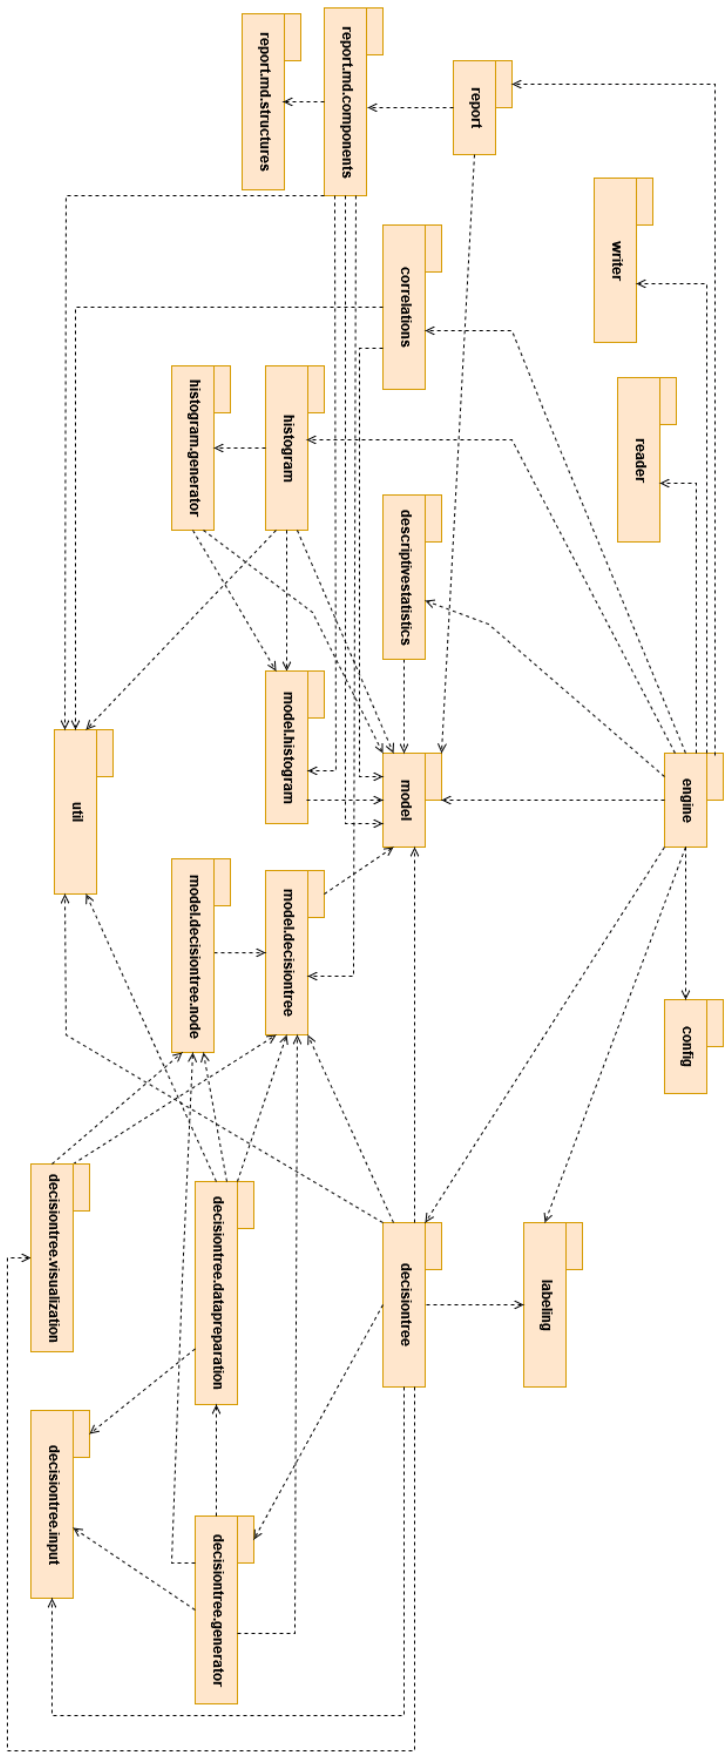 engine
config
reader
writer
labeling
report
model
decisiontree
descriptivestatistics
correlations
report.md.components
histogram
model.histogram
model.decisiontree
report.md.structures
histogram.generator
model.decisiontree.node
decisiontree.datapreparation
decisiontree.generator
util
decisiontree.visualization
decisiontree.input